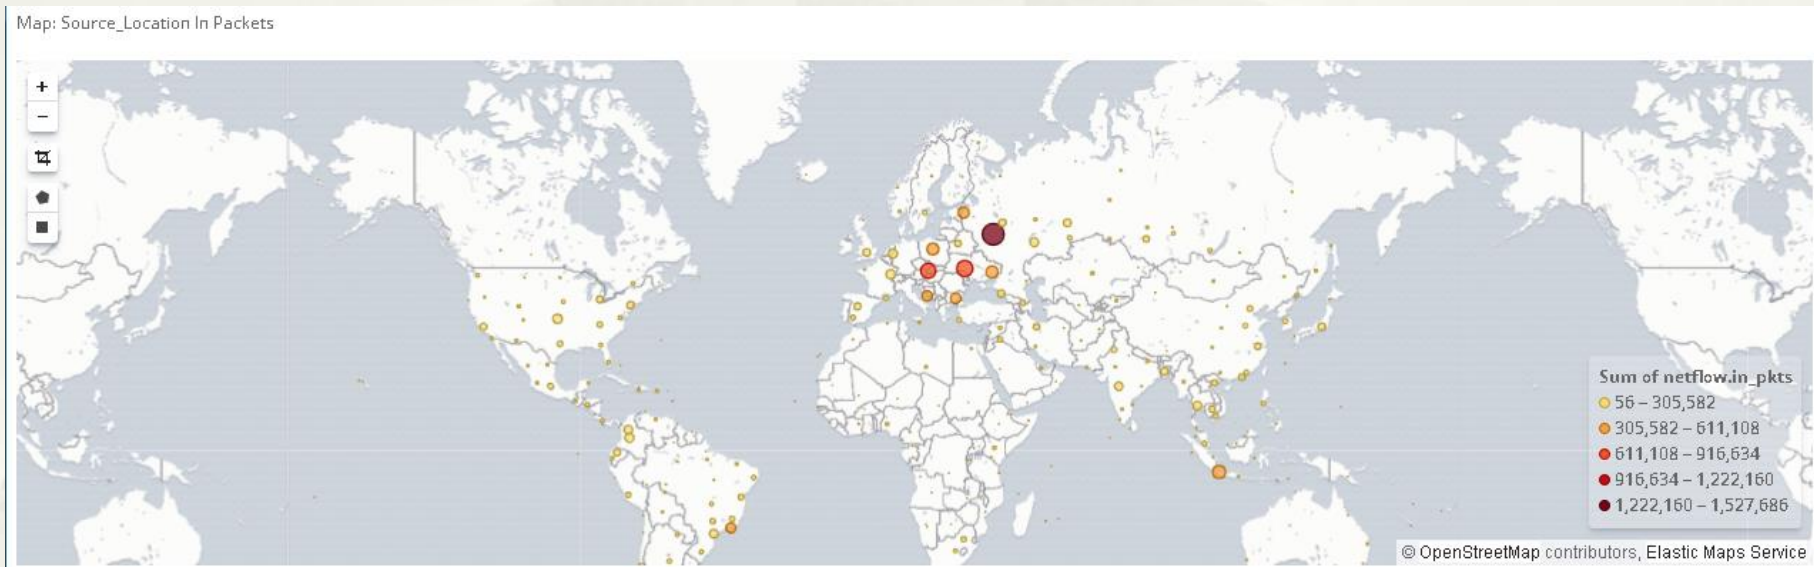 Map: Source_Location In Packets
+
−
Sum of netflow.in_pkts
56 – 305,582
305,582 – 611,108
611,108 – 916,634
916,634 – 1,222,160
1,222,160 – 1,527,686
© OpenStreetMap contributors, Elastic Maps Service